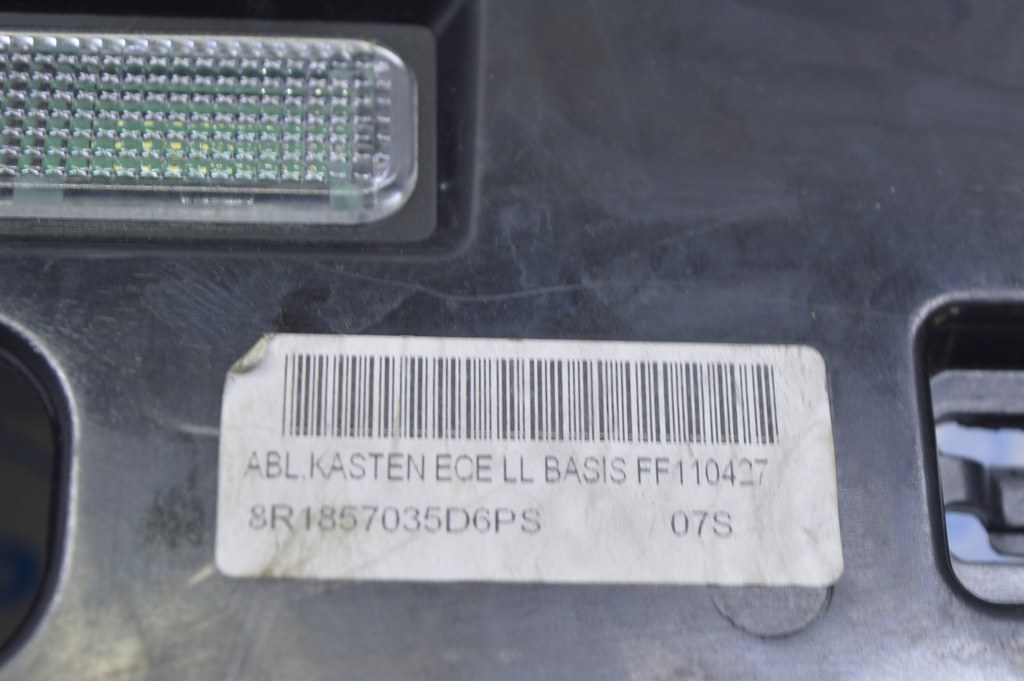 ABL.KASTEN ECE LL BASIS FF110427
8R1857035D6PS 07S